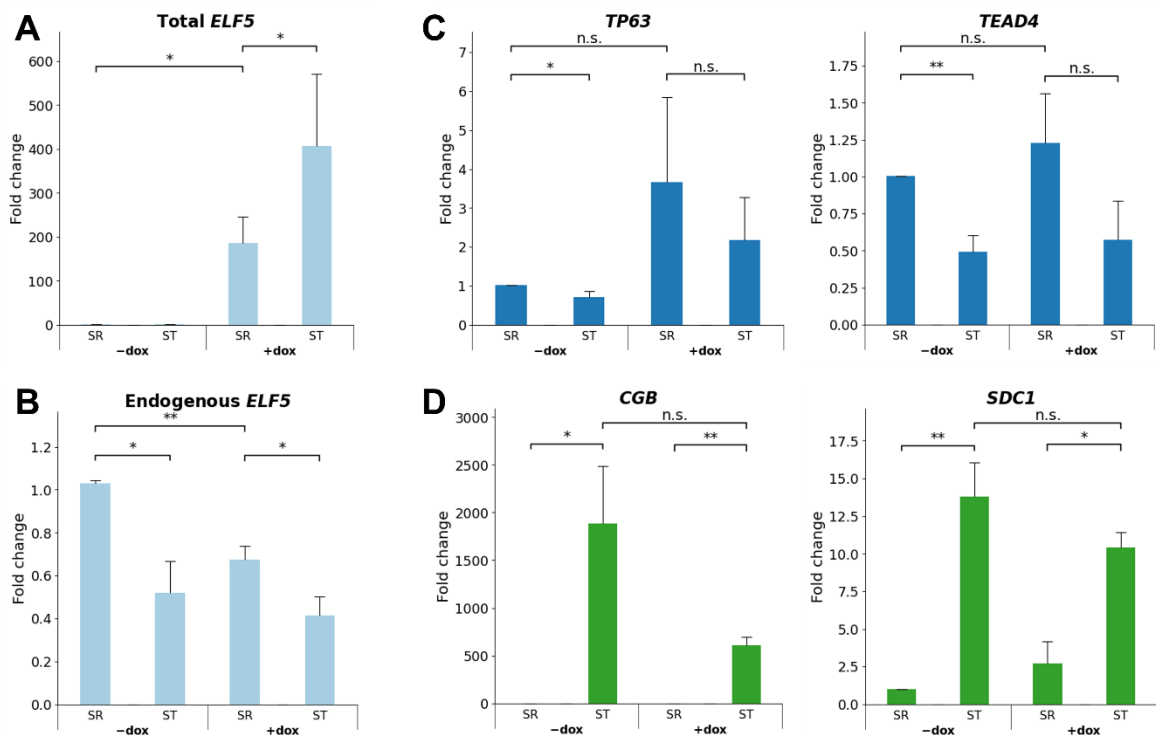 A
Total ELF5
Fold change
600
500
400
300
200
100
0
*
*
SR
ST
SR
ST
−dox
+dox
C
TP63
Fold change
7
6
5
4
3
2
1
0
n.s.
*
n.s.
SR
ST
SR
ST
−dox
+dox
TEAD4
Fold change
1.75
1.50
1.25
1.00
0.75
0.50
0.25
0.00
n.s.
**
n.s.
SR
ST
SR
ST
−dox
+dox
B
Endogenous ELF5
Fold change
1.2
1.0
0.8
0.6
0.4
0.2
0.0
**
*
*
SR
ST
SR
ST
−dox
+dox
D
CGB
Fold change
3000
2500
2000
1500
1000
500
0
n.s.
*
**
SR
ST
SR
ST
−dox
+dox
SDC1
Fold change
17.5
15.0
12.5
10.0
7.5
5.0
2.5
0.0
n.s.
**
*
SR
ST
SR
ST
−dox
+dox